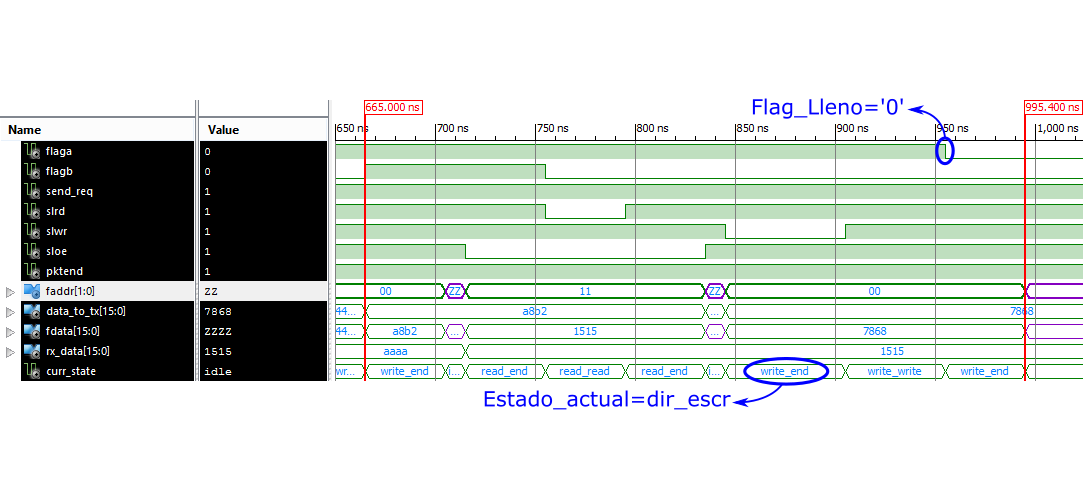 Flag_Lleno='0'
665.000 ns 995.400 ns
Name Value 650 ns 700 ns 750 ns 800 ns 850 ns 900 ns 950 ns 1,000 ns
flaga 0
flagb 0
send_req 1
slrd 1
slwr 1
sloe 1
pktend 1
faddr[1:0] ZZ 00 ZZ 11 ZZ 00
data_to_tx[15:0] 7868 44... a8b2 ... 7868
fdata[15:0] ZZZZ 44... a8b2 ... 1515 ... 7868
rx_data[15:0] 1515 aaaa 1515
curr_state idle wr... write_end i... read_end read_read read_end i... write_end write_write write_end
Estado_actual=dir_escr